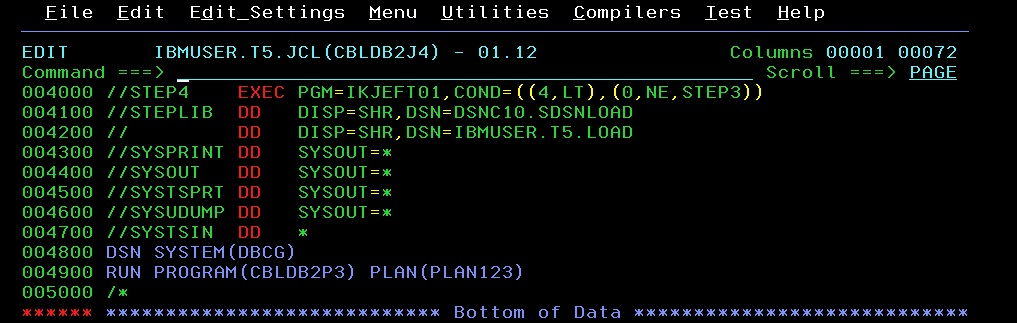 File  Edit  Edit_Settings  Menu  Utilities  Compilers  Test  Help
EDIT       IBMUSER.T5.JCL(CBLDB2J4) - 01.12                Columns 00001 00072
Command ===>                                                  Scroll ===> PAGE
004000 //STEP4    EXEC PGM=IKJEFT01,COND=((4,LT),(0,NE,STEP3))
004100 //STEPLIB  DD   DISP=SHR,DSN=DSNC10.SDSNLOAD
004200 //         DD   DISP=SHR,DSN=IBMUSER.T5.LOAD
004300 //SYSPRINT DD   SYSOUT=*
004400 //SYSOUT   DD   SYSOUT=*
004500 //SYSTSPRT DD   SYSOUT=*
004600 //SYSUDUMP DD   SYSOUT=*
004700 //SYSTSIN  DD   *
004800 DSN SYSTEM(DBCG)
004900 RUN PROGRAM(CBLDB2P3) PLAN(PLAN123)
005000 /*
****** **************************** Bottom of Data ****************************